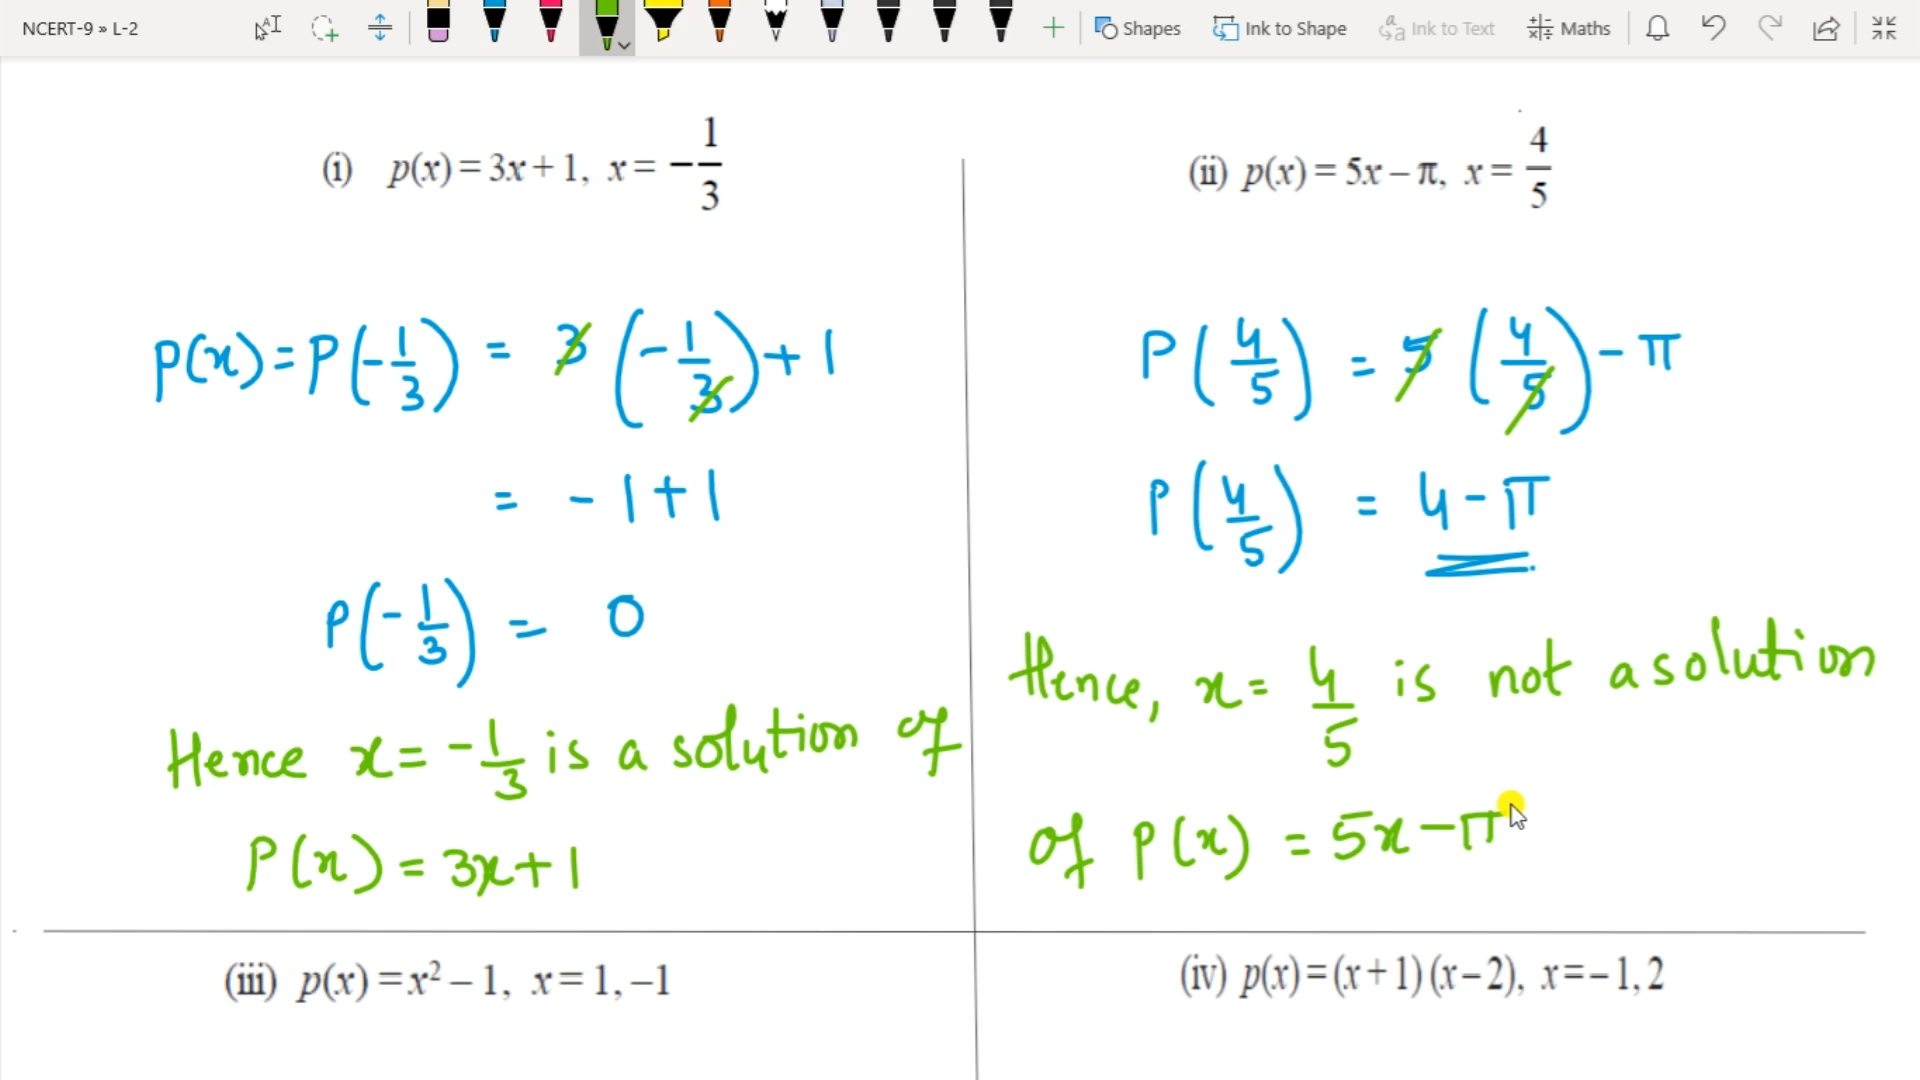 NCERT-9 » L-2
Shapes
Ink to Shape
Ink to Text
Maths
(i) p(x) = 3x + 1, x = −1/3
P(x) = P(-1/3) = 3(-1/3) + 1
= -1+1
P(-1/3) = 0
Hence x = -1/3 is a solution of
P(x) = 3x+1
(ii) p(x) = 5x – π, x = 4/5
P(4/5) = 5(4/5) - π
P(4/5) = 4-π
Hence, x = 4/5 is not a solution
of P(x) = 5x-π
(iii) p(x) = x² – 1, x = 1, –1
(iv) p(x) = (x + 1) (x – 2), x = – 1, 2